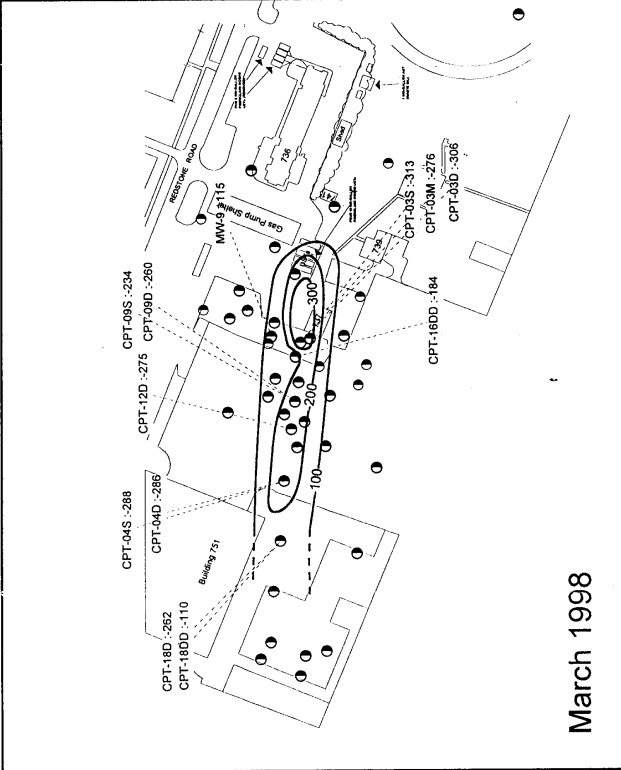 REDSTONE ROAD
736
Shed
Gas Pump Shelter
MW-9 :-115
CPT-03S :-313
CPT-03M :-276
CPT-03D :-306
739
CPT-09S :-234
CPT-09D :-260
CPT-12D :-275
CPT-16DD :-184
300
200
100
CPT-04S :-288
CPT-04D :-286
Building 751
CPT-18D :-262
CPT-18DD :-110
March 1998